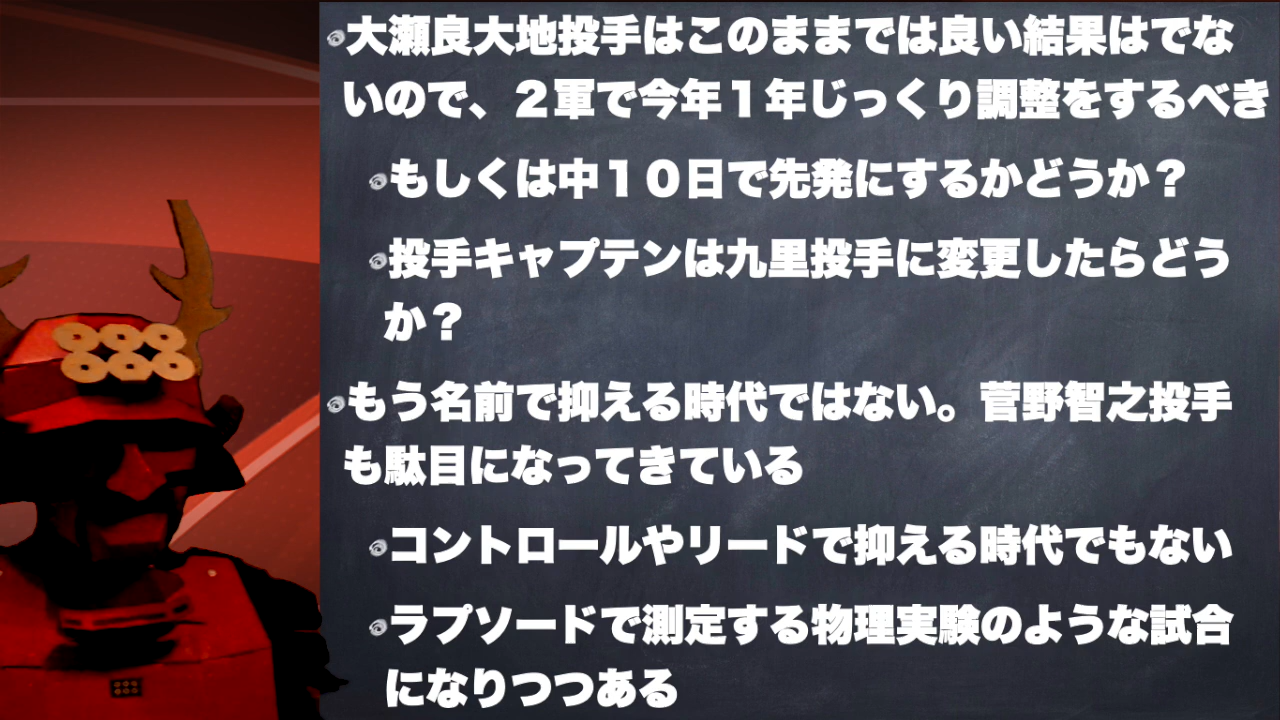 大瀬良大地投手はこのままでは良い結果はでな
いので、２軍で今年１年じっくり調整をするべき
もしくは中１０日で先発にするかどうか？
投手キャプテンは九里投手に変更したらどう
か？
もう名前で抑える時代ではない。菅野智之投手
も駄目になってきている
コントロールやリードで抑える時代でもない
ラプソードで測定する物理実験のような試合
になりつつある